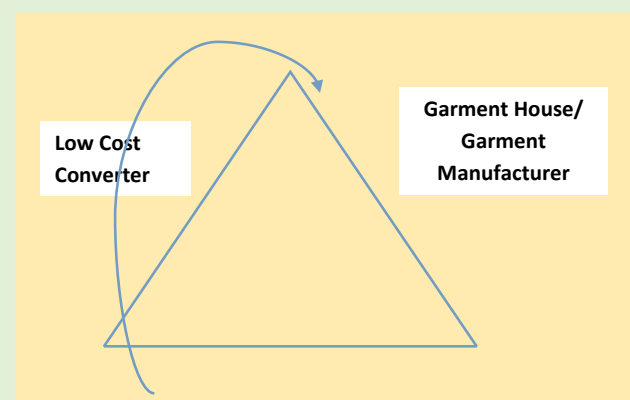 Low Cost
Converter
Garment House/
Garment
Manufacturer